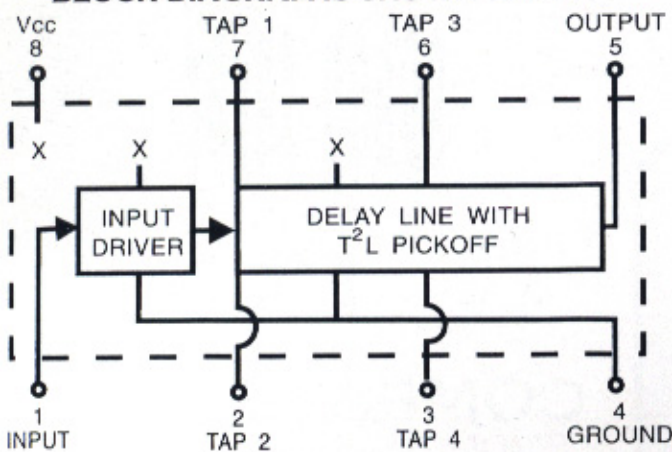 Vcc
8
TAP 1
7
TAP 3
6
OUTPUT
5
X
X
X
INPUT
DRIVER
DELAY LINE WITH
T²L PICKOFF
1
INPUT
2
TAP 2
3
TAP 4
4
GROUND